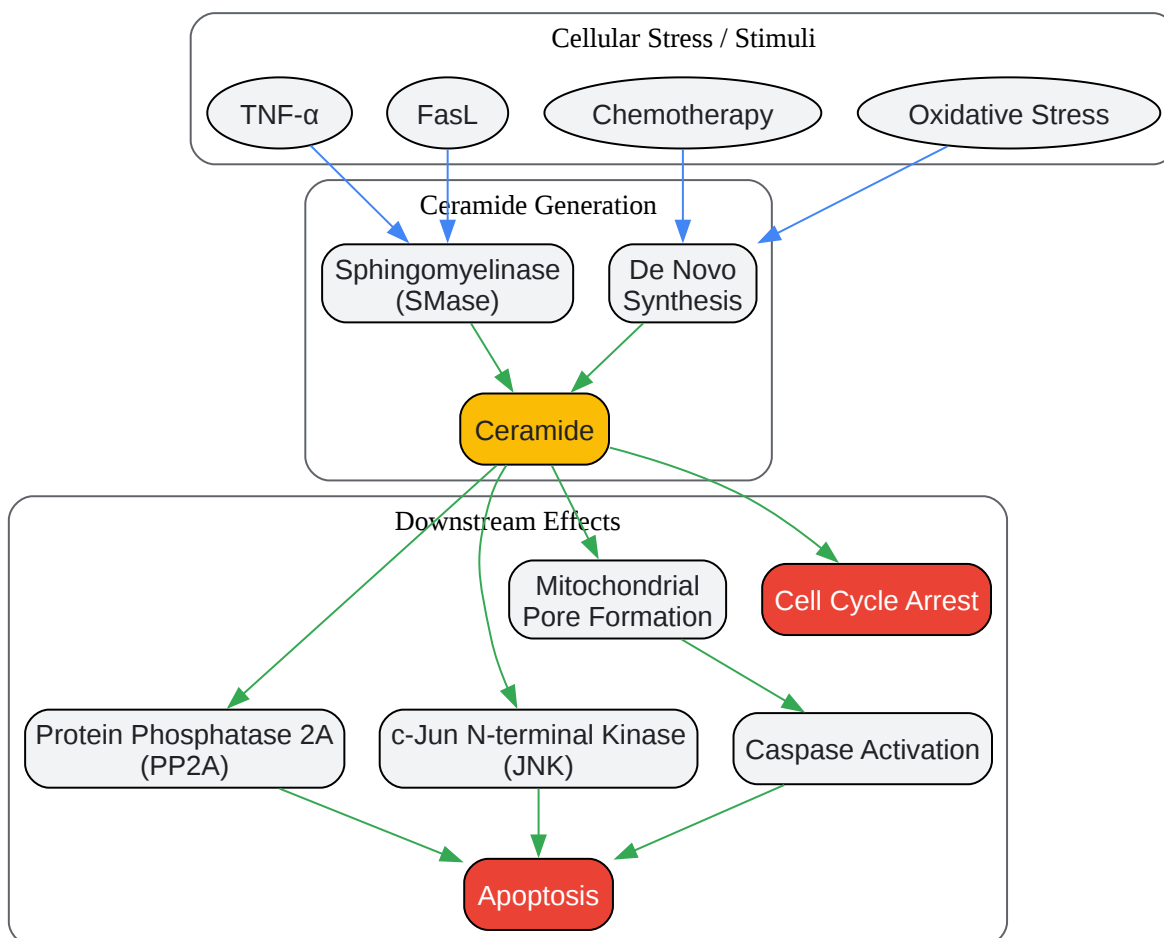 Cellular Stress / Stimuli
TNF-α
FasL
Chemotherapy
Oxidative Stress
Ceramide Generation
Sphingomyelinase
(SMase)
De Novo
Synthesis
Ceramide
Downstream Effects
Mitochondrial
Pore Formation
Cell Cycle Arrest
Protein Phosphatase 2A
(PP2A)
c-Jun N-terminal Kinase
(JNK)
Caspase Activation
Apoptosis